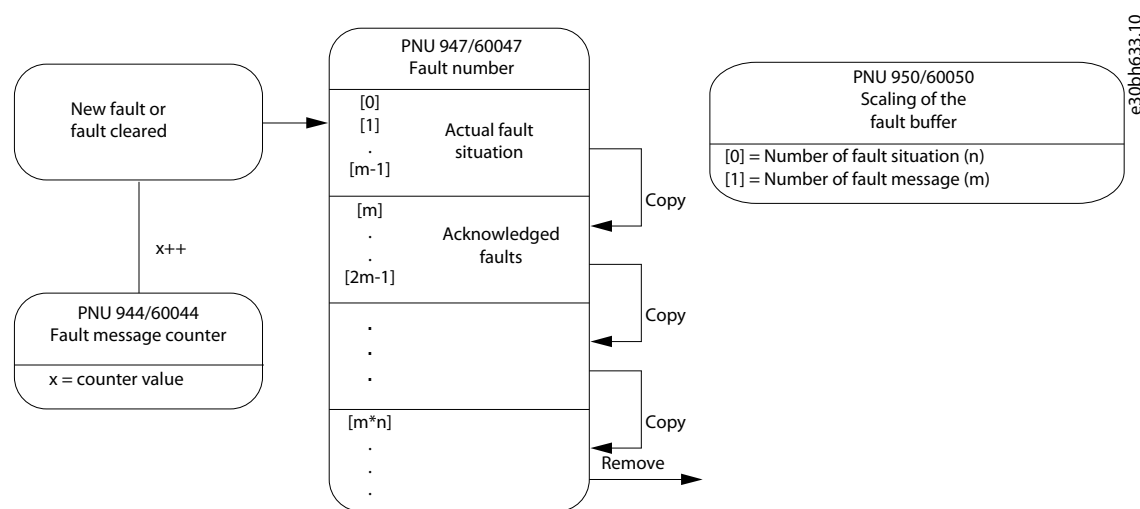 New fault or
fault cleared
x++
PNU 944/60044
Fault message counter
x = counter value
PNU 947/60047
Fault number
[0]
[1]
.
[m-1]
Actual fault
situation
[m]
.
.
[2m-1]
Acknowledged
faults
.
.
.
[m*n]
.
.
.
Copy
Copy
Copy
Remove
PNU 950/60050
Scaling of the
fault buffer
[0] = Number of fault situation (n)
[1] = Number of fault message (m)
e30bh633.10